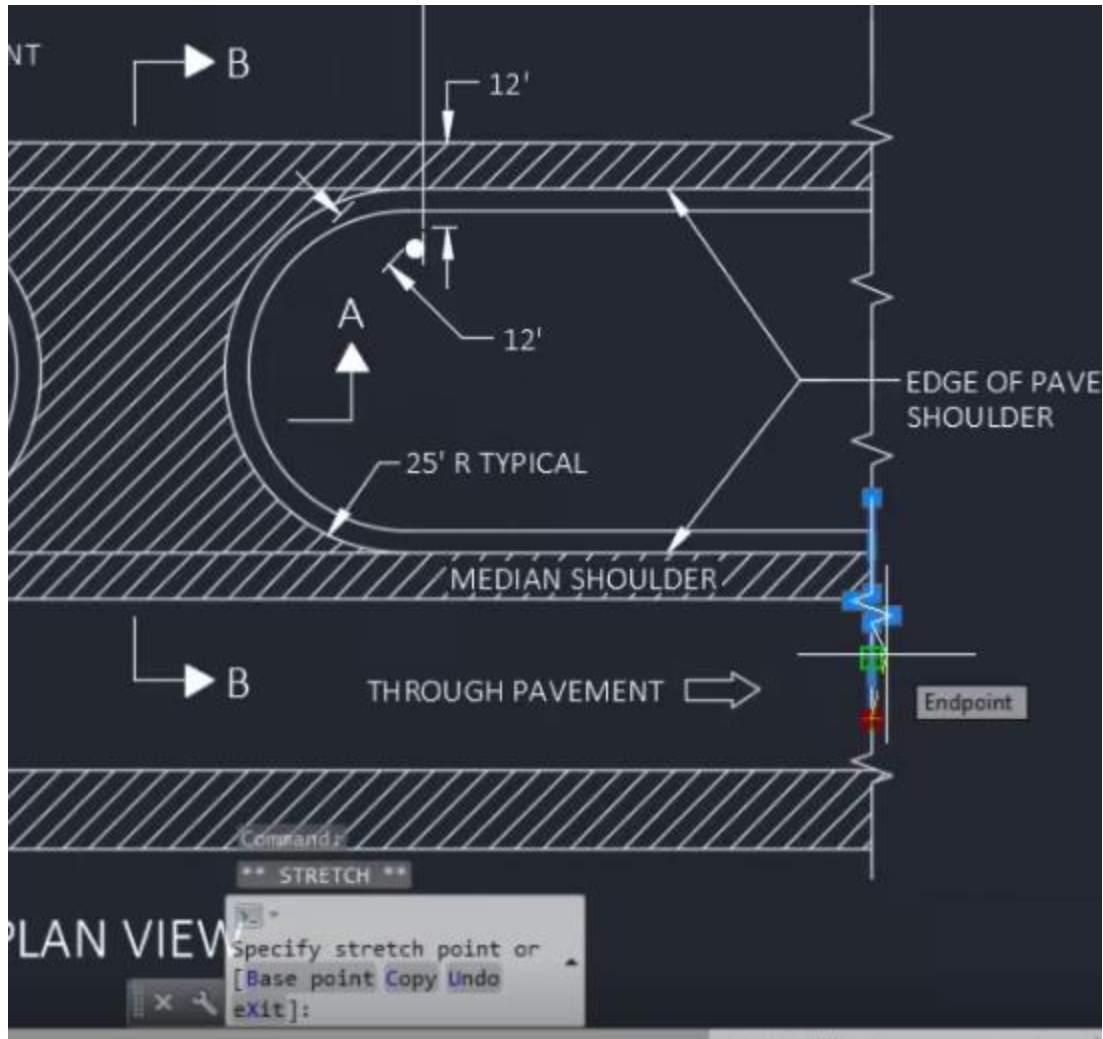 NT
B
12'
A
12'
EDGE OF PAVE
SHOULDER
25' R TYPICAL
MEDIAN SHOULDER
B
THROUGH PAVEMENT
Endpoint
Command:
** STRETCH **
PLAN VIEW
Specify stretch point or
[Base point Copy Undo
eXit]: